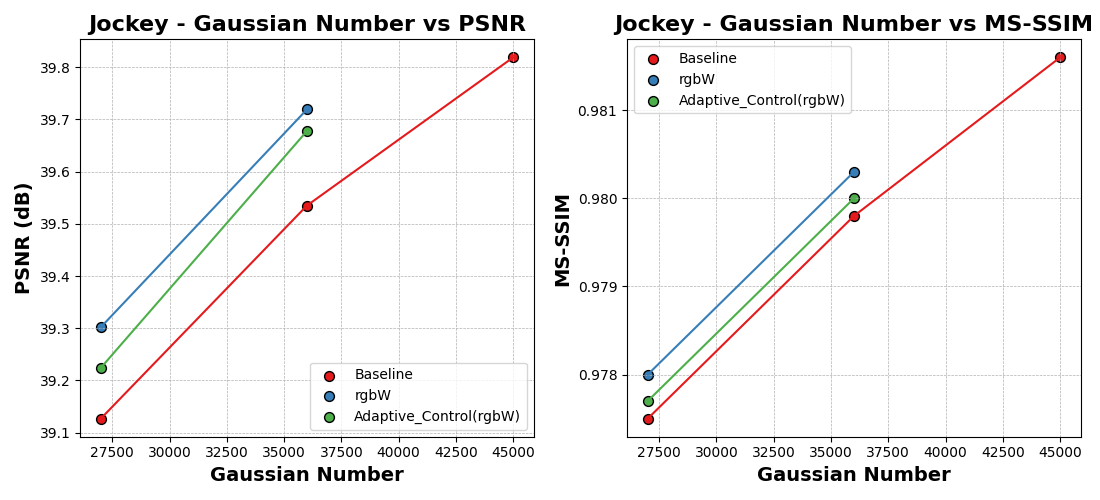 Jockey - Gaussian Number vs PSNR
39.8
39.7
39.6
39.5
39.4
39.3
39.2
39.1
PSNR (dB)
Baseline
rgbW
Adaptive_Control(rgbW)
27500 30000 32500 35000 37500 40000 42500 45000
Gaussian Number
Jockey - Gaussian Number vs MS-SSIM
Baseline
rgbW
Adaptive_Control(rgbW)
0.981
0.980
0.979
0.978
MS-SSIM
27500 30000 32500 35000 37500 40000 42500 45000
Gaussian Number